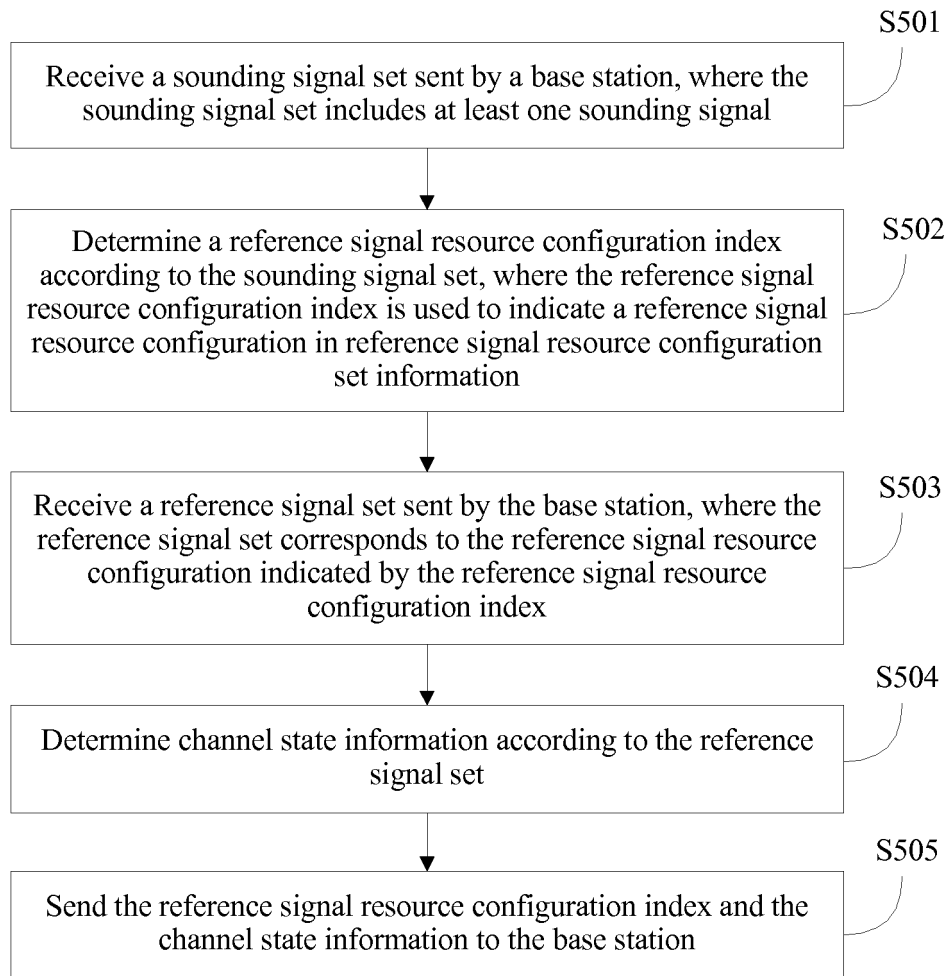 S501
Receive a sounding signal set sent by a base station, where the
sounding signal set includes at least one sounding signal
S502
Determine a reference signal resource configuration index
according to the sounding signal set, where the reference signal
resource configuration index is used to indicate a reference signal
resource configuration in reference signal resource configuration
set information
S503
Receive a reference signal set sent by the base station, where the
reference signal set corresponds to the reference signal resource
configuration indicated by the reference signal resource
configuration index
S504
Determine channel state information according to the reference
signal set
S505
Send the reference signal resource configuration index and the
channel state information to the base station